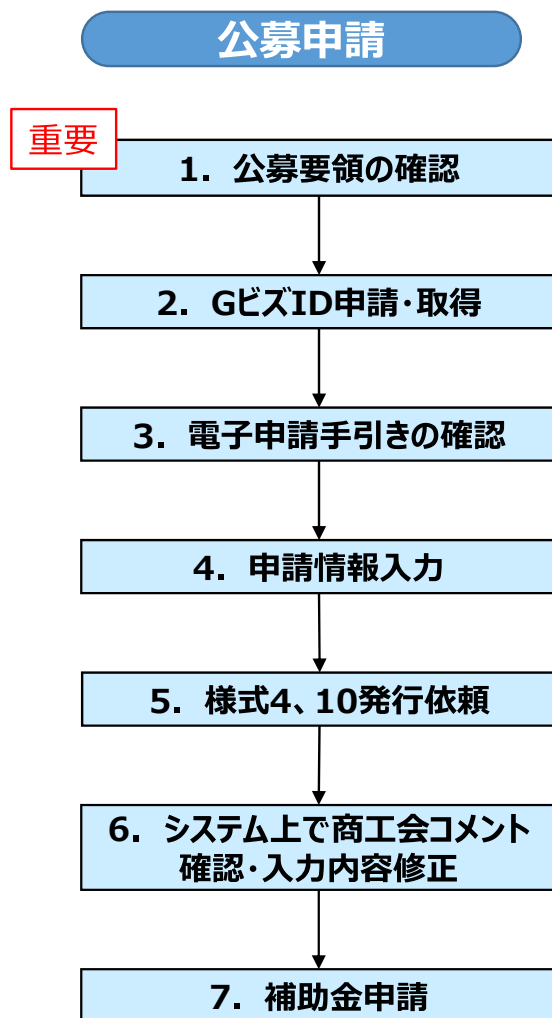 公募申請
重要
1. 公募要領の確認
2. GビズID申請・取得
3. 電子申請手引きの確認
4. 申請情報入力
5. 様式4、10発行依頼
6. システム上で商工会コメント
確認・入力内容修正
7. 補助金申請